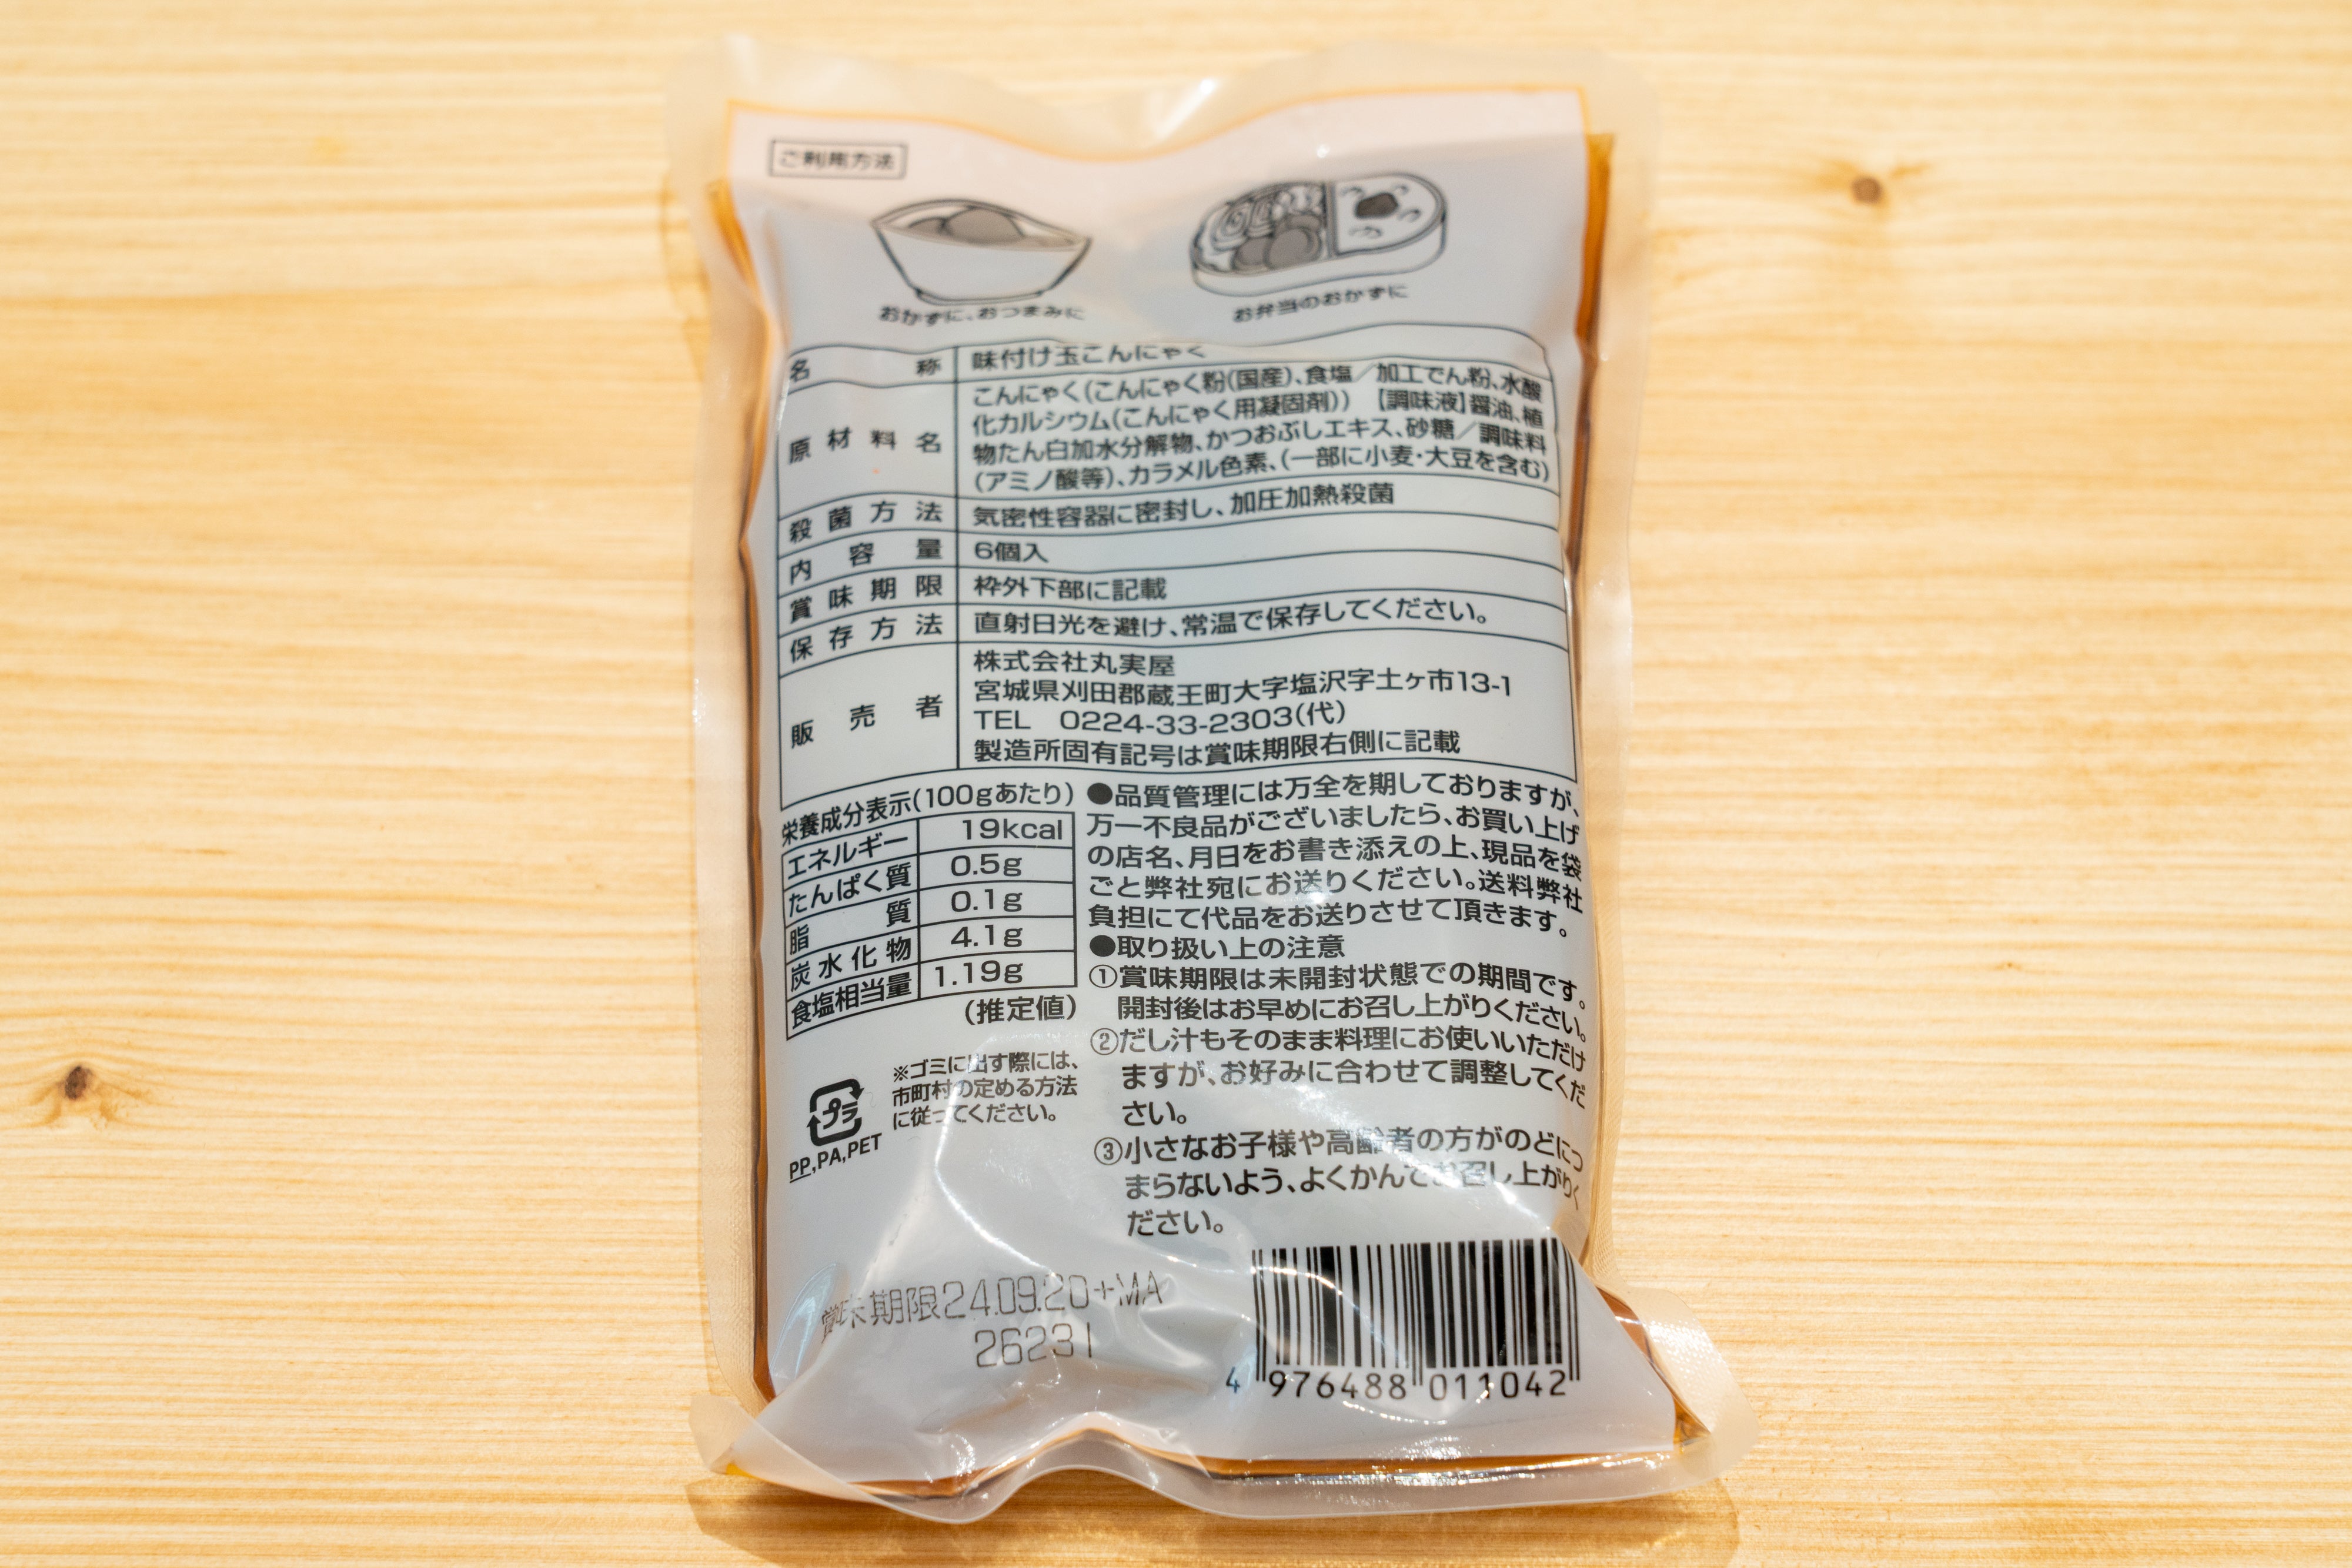 ご利用方法
おかずに、おつまみに
お弁当のおかずに
名称 味付け玉こんにゃく
原材料名 こんにゃく(こんにゃく粉(国産)、食塩／加工でん粉、水酸
化カルシウム(こんにゃく用凝固剤)) 【調味液】醤油、植
物たん白加水分解物、かつおぶしエキス、砂糖／調味料
(アミノ酸等)、カラメル色素、(一部に小麦・大豆を含む)
殺菌方法 気密性容器に密封し、加圧加熱殺菌
内容量 6個入
賞味期限 枠外下部に記載
保存方法 直射日光を避け、常温で保存してください。
販売者 株式会社丸実屋
宮城県刈田郡蔵王町大字塩沢字土ヶ市13-1
TEL 0224-33-2303(代)
製造所固有記号は賞味期限右側に記載
栄養成分表示(100gあたり)
エネルギー 19kcal
たんぱく質 0.5g
脂質 0.1g
炭水化物 4.1g
食塩相当量 1.19g
(推定値)
プラ
PP,PA,PET
※ゴミに出す際には、
市町村の定める方法
に従ってください。
●品質管理には万全を期しておりますが、
万一不良品がございましたら、お買い上げ
の店名、月日をお書き添えの上、現品を袋
ごと弊社宛にお送りください。送料弊社
負担にて代品をお送りさせて頂きます。
●取り扱い上の注意
①賞味期限は未開封状態での期間です。
開封後はお早めにお召し上がりください。
②だし汁もそのまま料理にお使いいただけ
ますが、お好みに合わせて調整してくだ
さい。
③小さなお子様や高齢者の方がのどにつ
まらないよう、よくかんでお召し上がりく
ださい。
賞味期限24.09.20+MA
26231
4 976488 011042